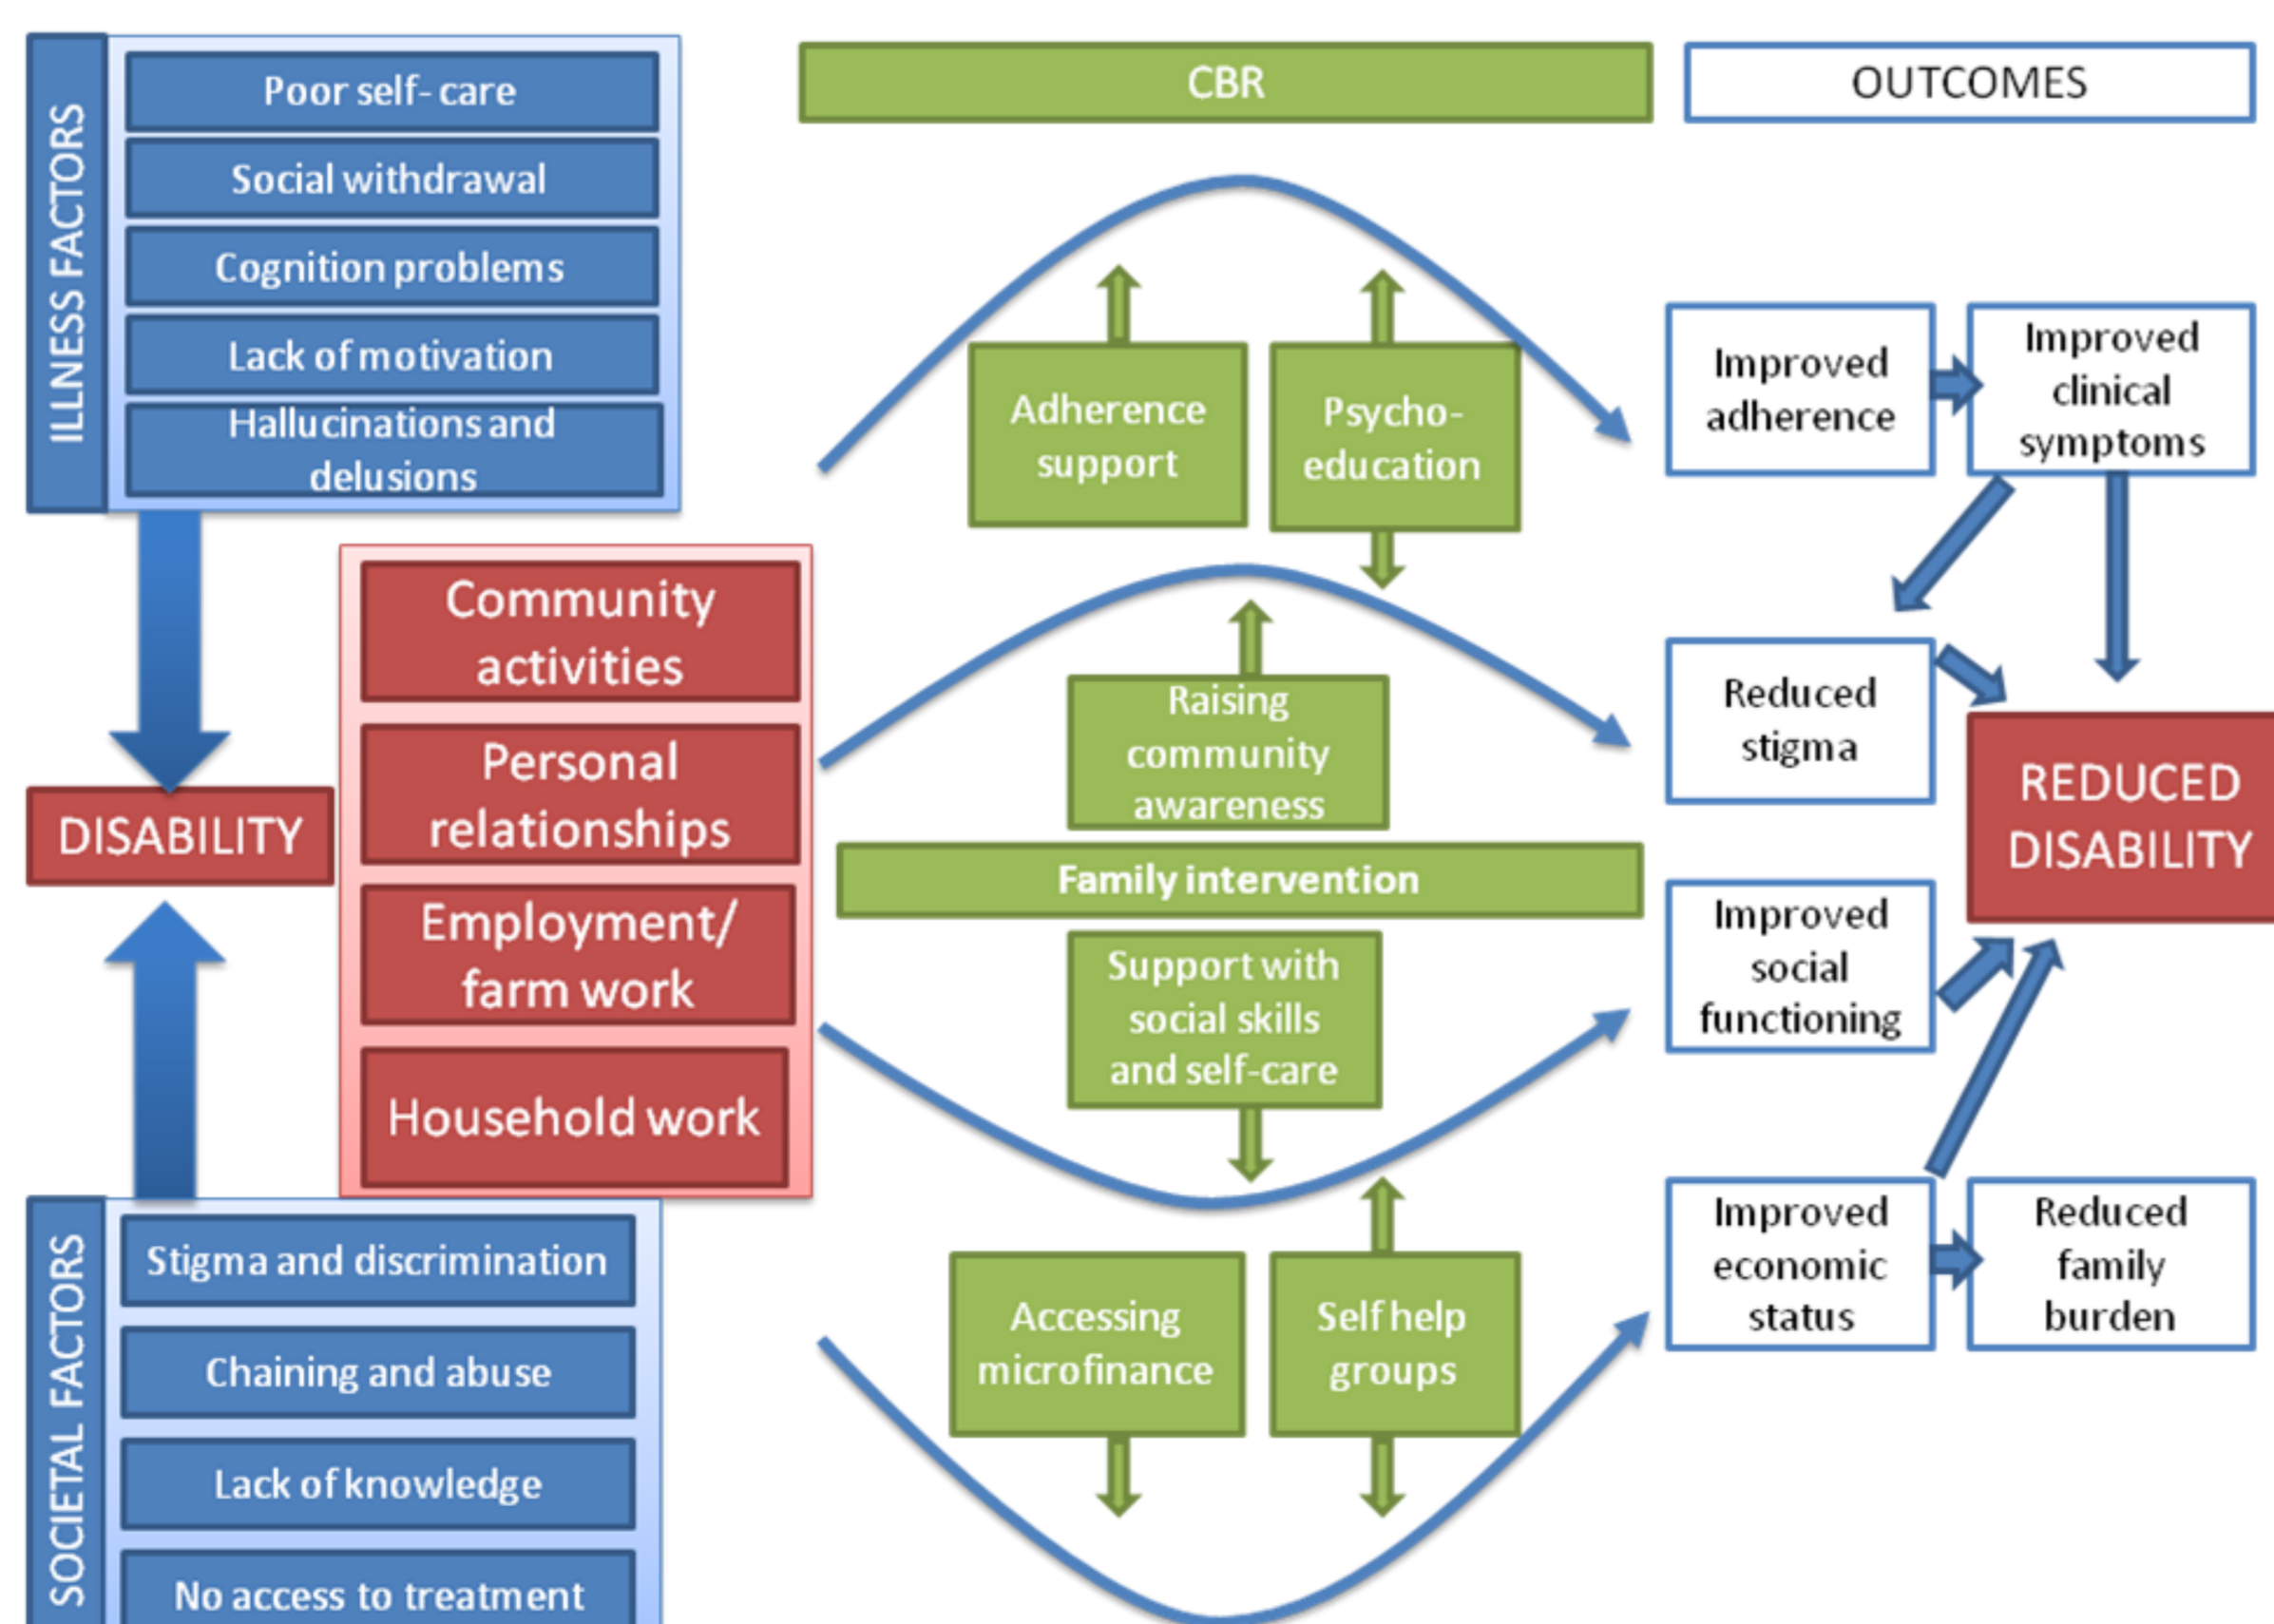 ILLNESS FACTORS
Poor self- care
Social withdrawal
Cognition problems
Lack of motivation
Hallucinations and
delusions
DISABILITY
Community
activities
Personal
relationships
Employment/
farm work
Household work
SOCIETAL FACTORS
Stigma and discrimination
Chaining and abuse
Lack of knowledge
No access to treatment
CBR
Adherence
support
Psycho-
education
Raising
community
awareness
Family intervention
Support with
social skills
and self-care
Accessing
microfinance
Self help
groups
OUTCOMES
Improved
adherence
Improved
clinical
symptoms
Reduced
stigma
REDUCED
DISABILITY
Improved
social
functioning
Improved
economic
status
Reduced
family
burden